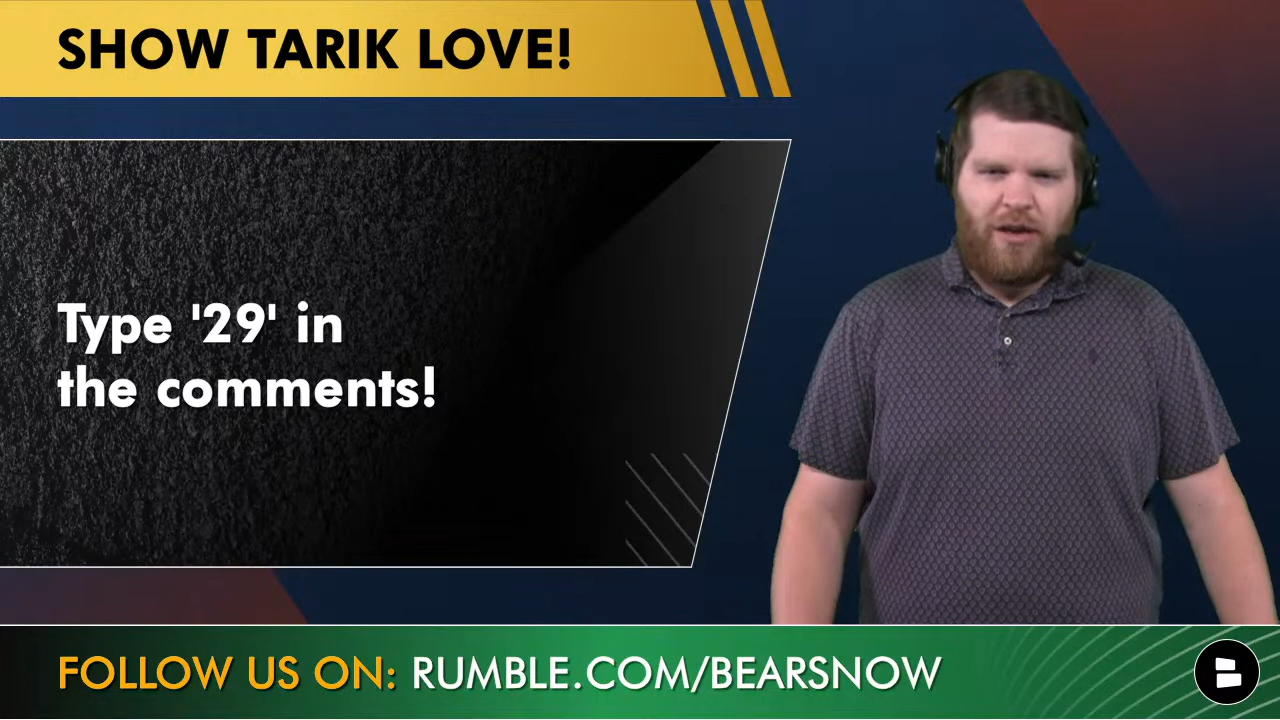 SHOW TARIK LOVE!
Type '29' in
the comments!
FOLLOW US ON: RUMBLE.COM/BEARSNOW